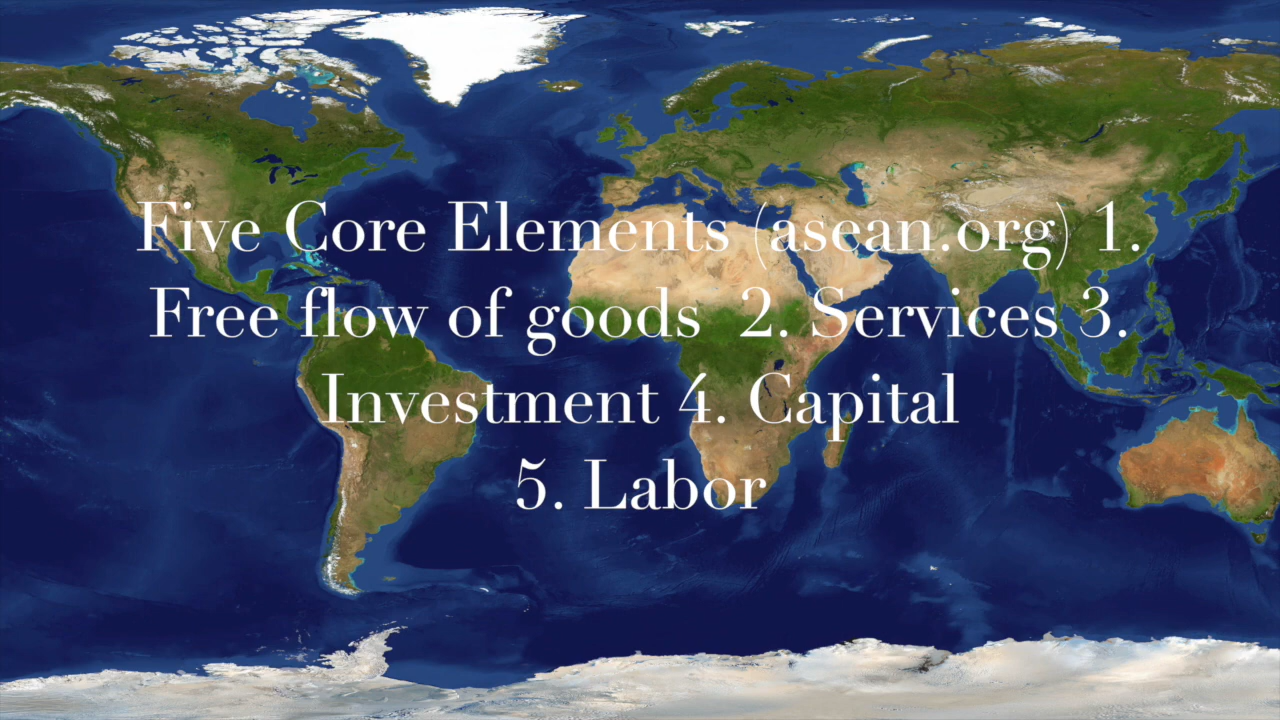 Five Core Elements (asean.org) 1.
Free flow of goods  2. Services 3.
Investment 4. Capital
5. Labor